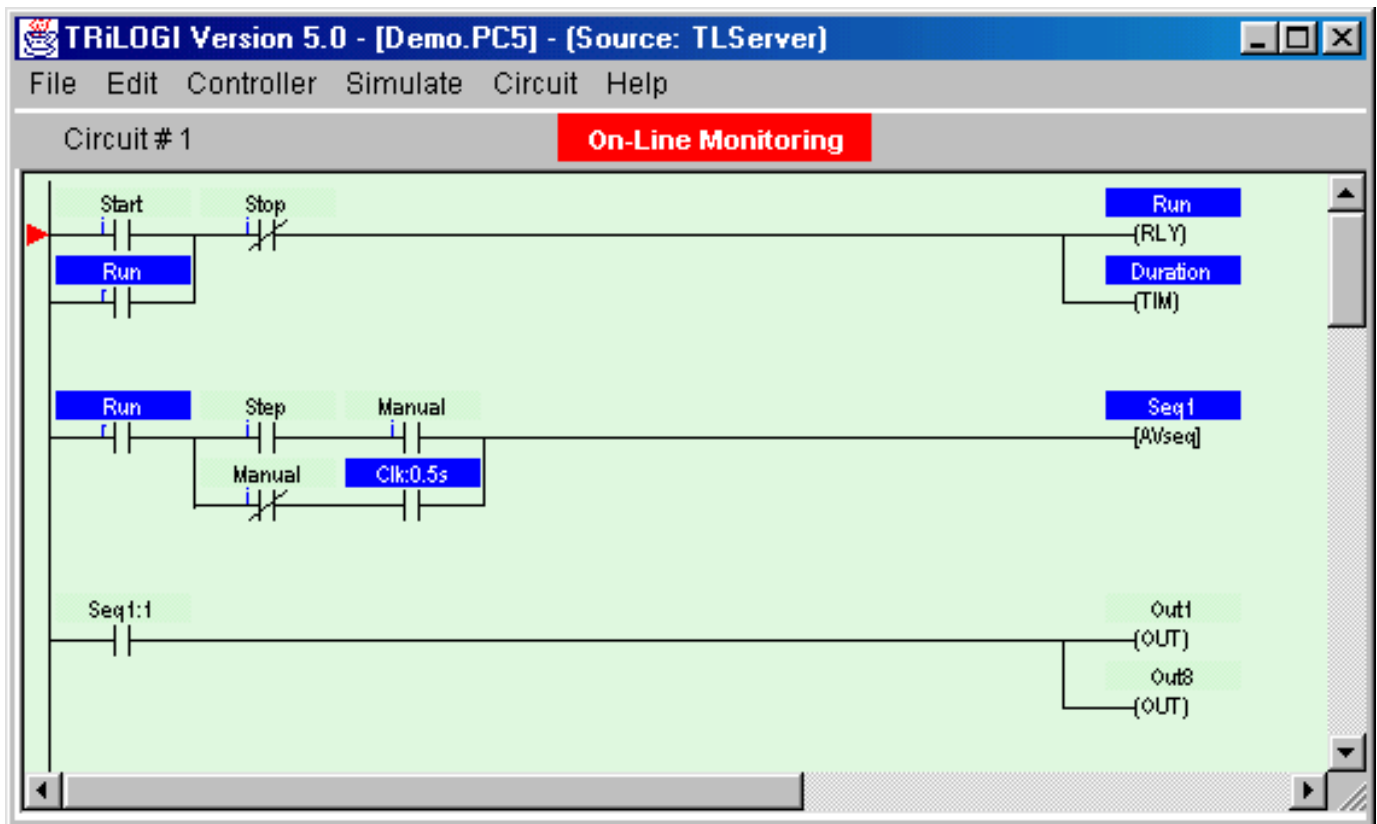 TRiLOGI Version 5.0 - [Demo.PC5] - (Source: TLServer)
File Edit Controller Simulate Circuit Help
Circuit # 1
On-Line Monitoring
Start Stop Run
i i (RLY)
Run Duration
r (TIM)
Run Step Manual Seq1
r i i [AVseq]
Manual Clk:0.5s
i
Seq1:1 Out1
(OUT)
Out8
(OUT)